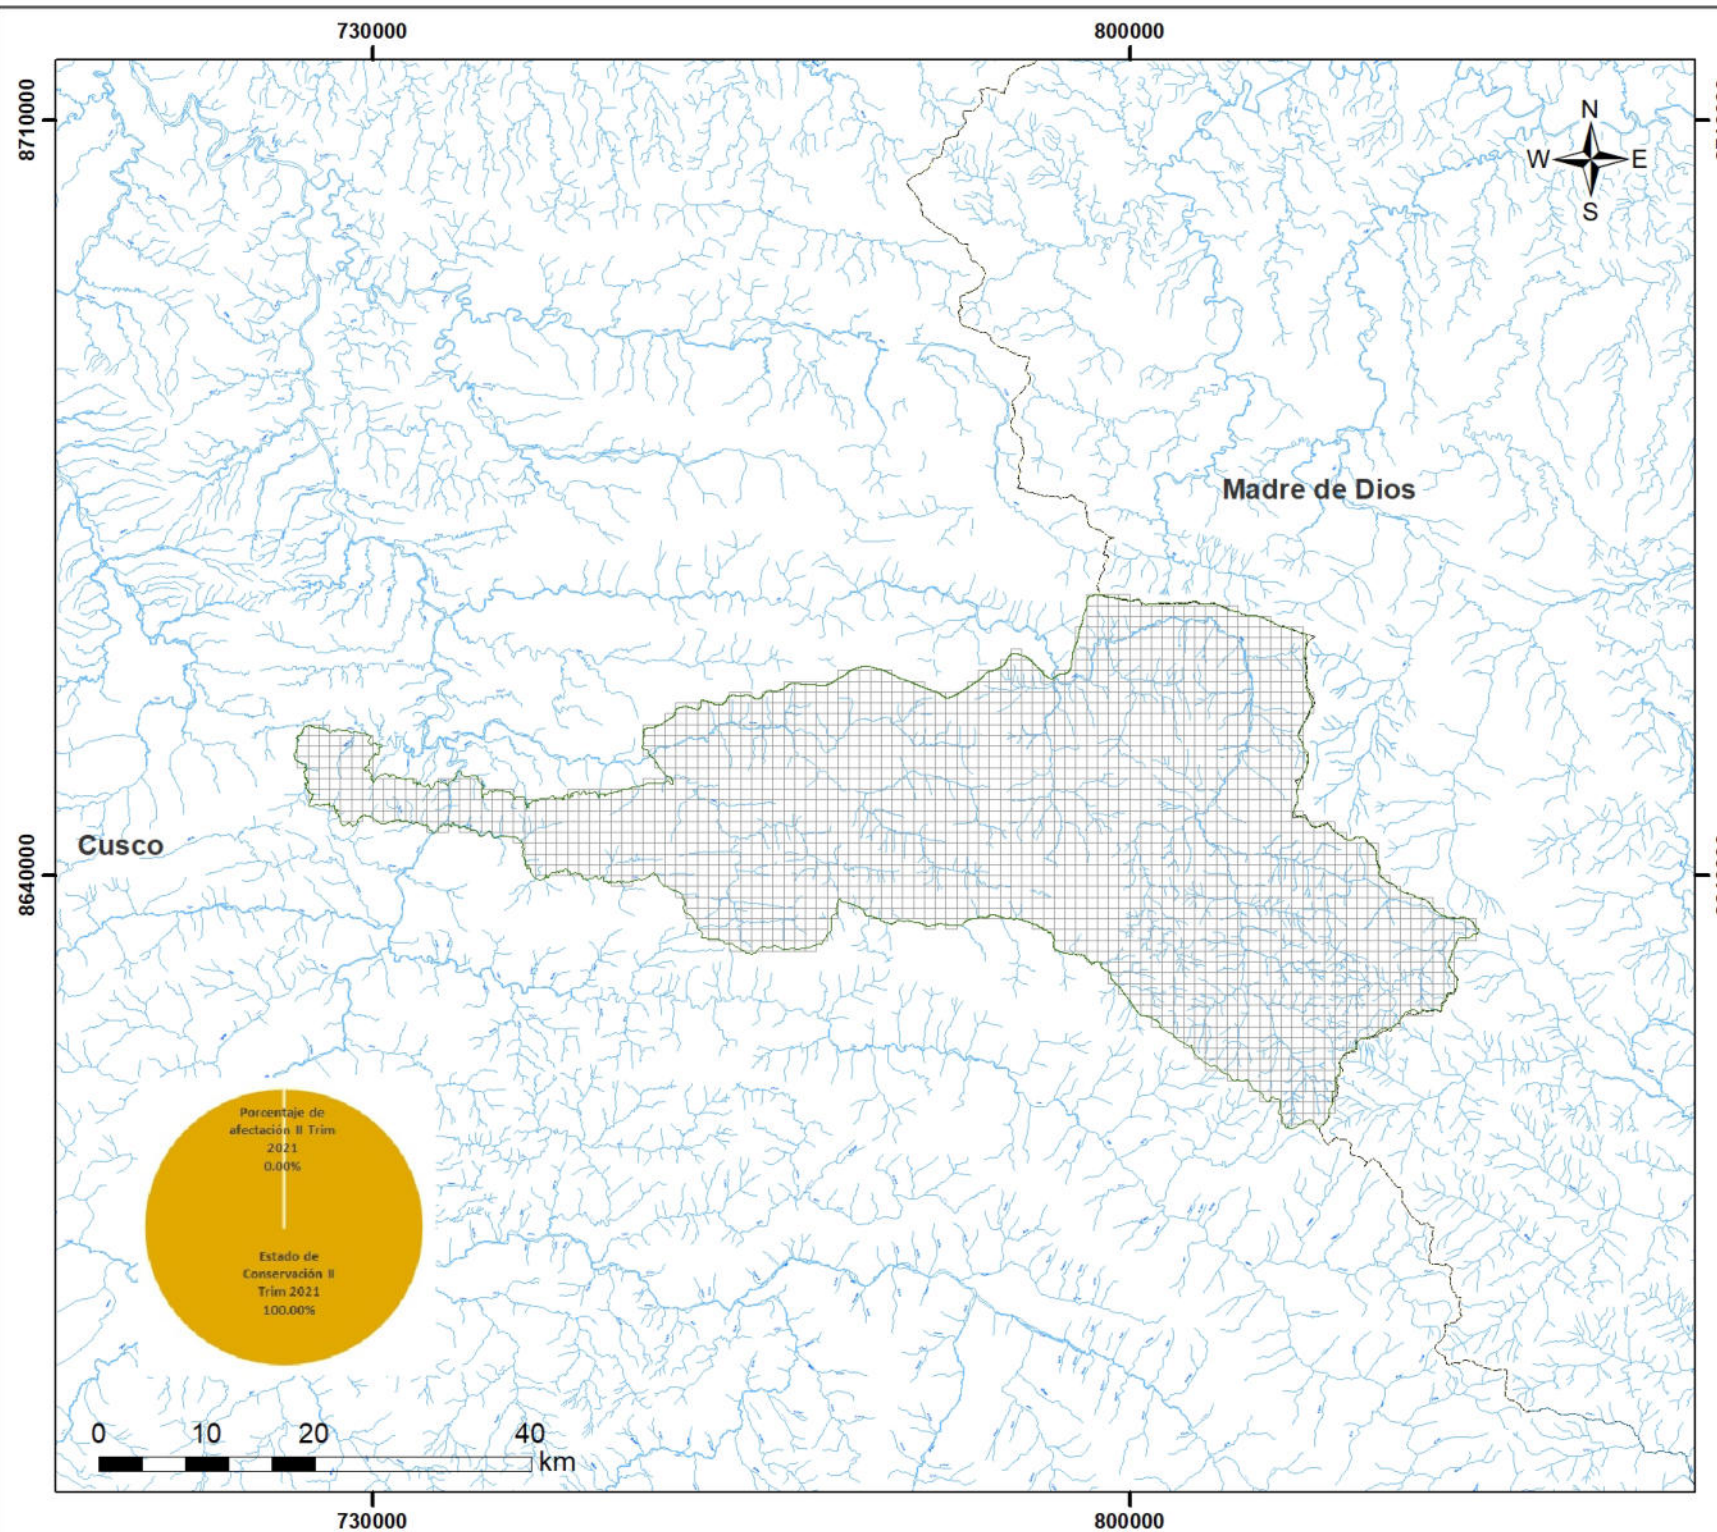 730000 800000
8710000
N
W E
S
Madre de Dios
Cusco
8640000
Porcentaje de
afectación II Trim
2021
0.00%
Estado de
Conservación II
Trim 2021
100.00%
0 10 20 40
km
730000 800000